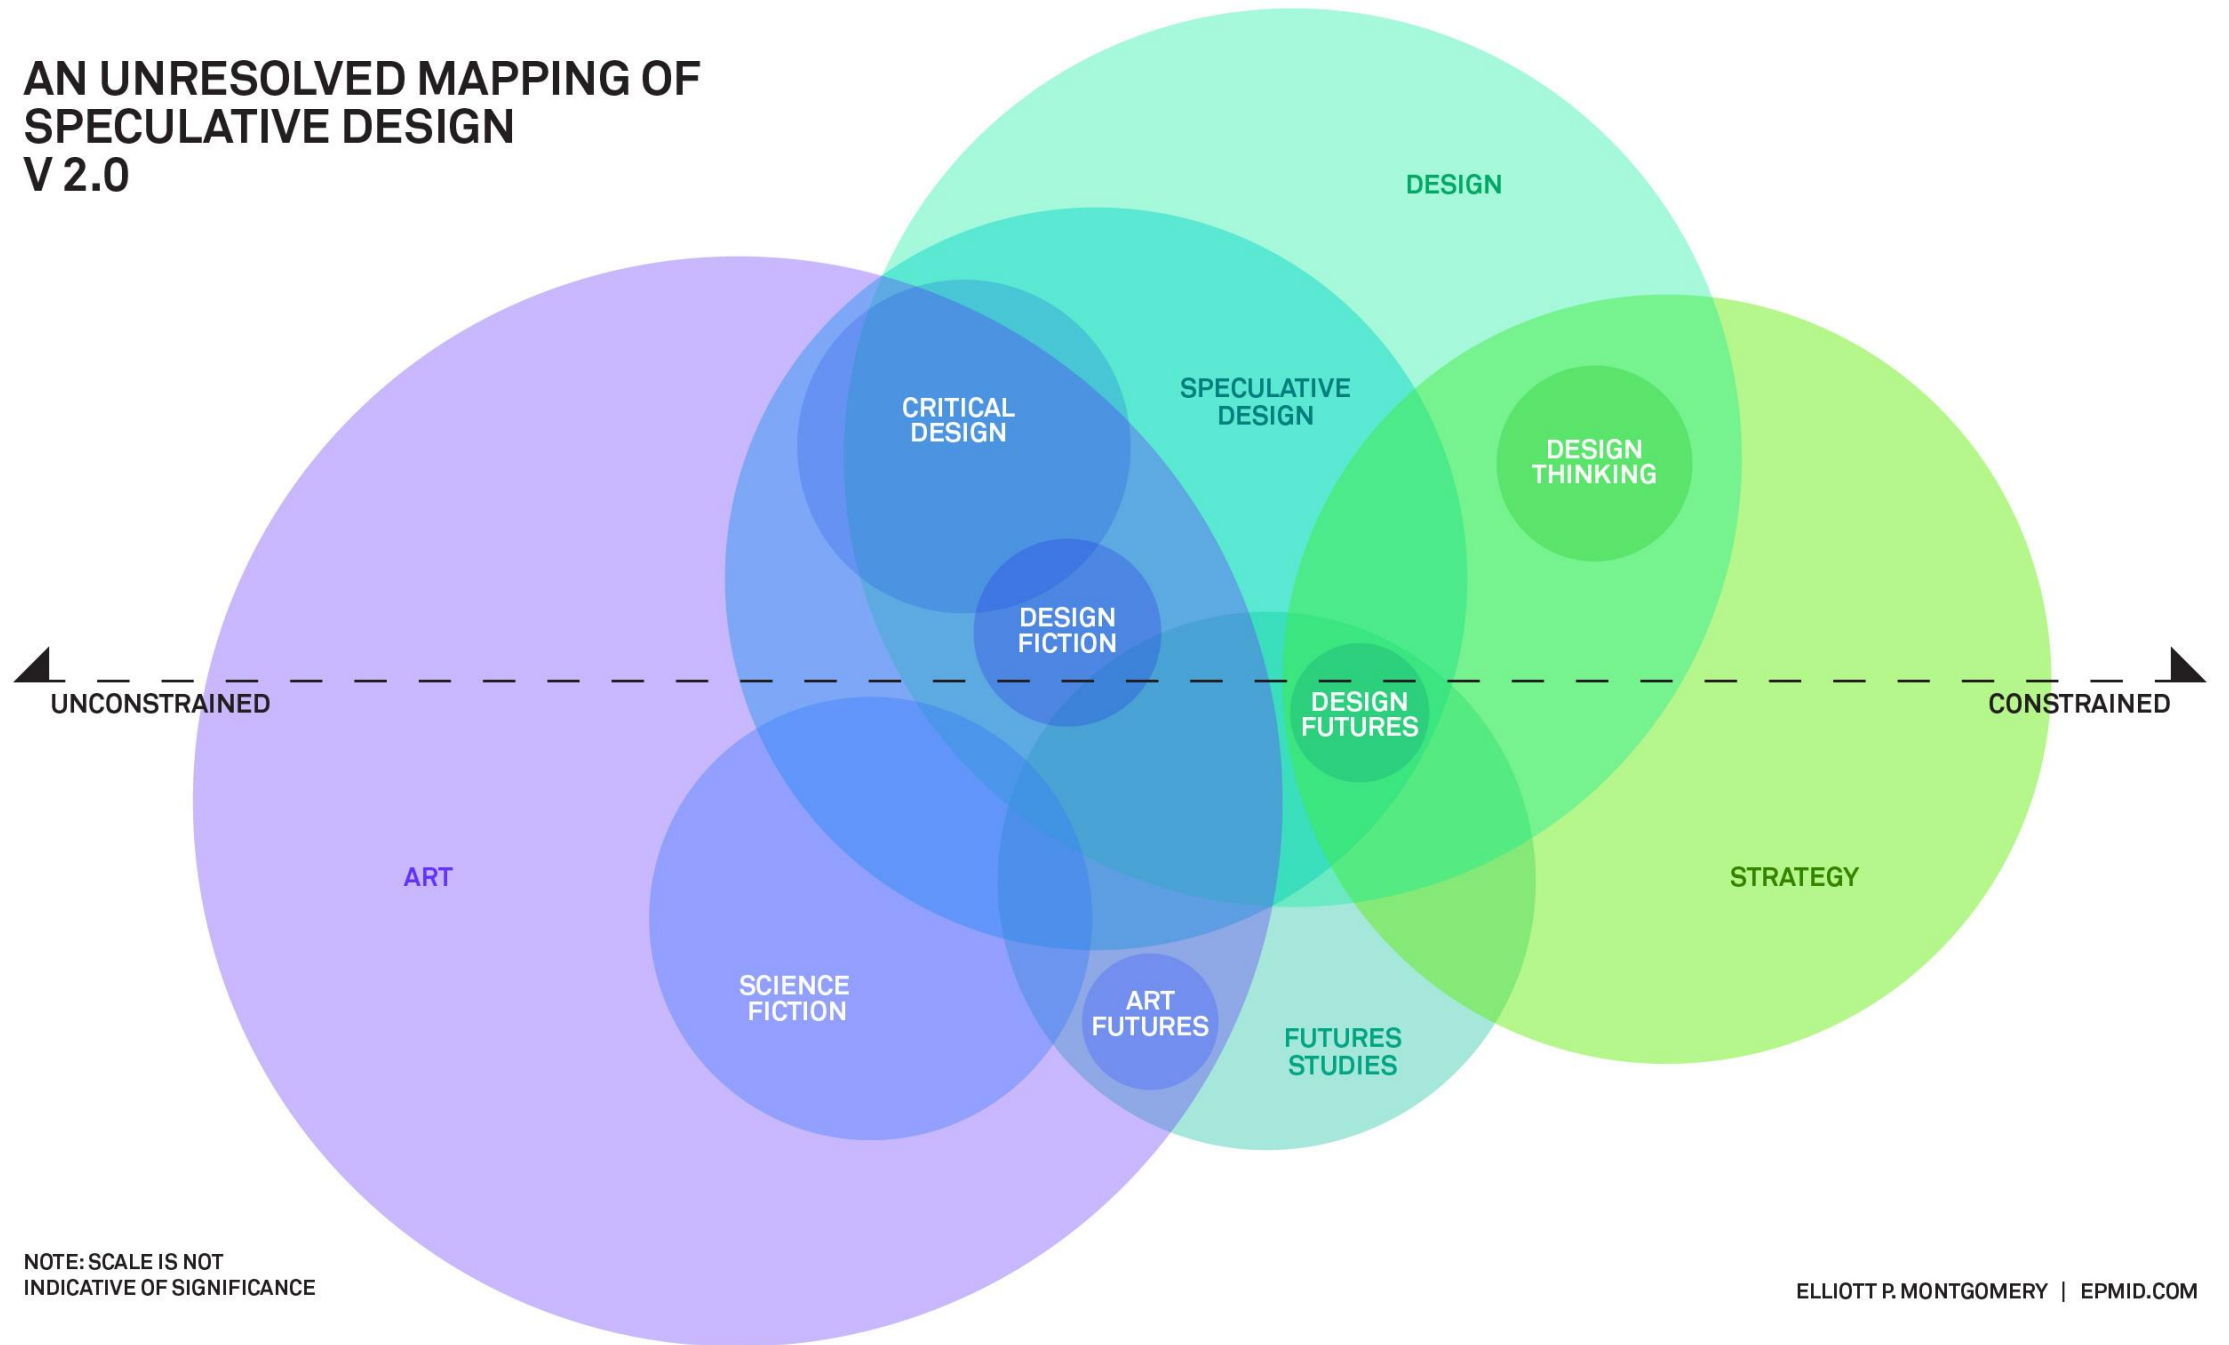 AN UNRESOLVED MAPPING OF
SPECULATIVE DESIGN
V 2.0
DESIGN
SPECULATIVE
DESIGN
CRITICAL
DESIGN
DESIGN
THINKING
DESIGN
FICTION
UNCONSTRAINED
DESIGN
FUTURES
CONSTRAINED
ART
STRATEGY
SCIENCE
FICTION
ART
FUTURES
FUTURES
STUDIES
NOTE: SCALE IS NOT
INDICATIVE OF SIGNIFICANCE
ELLIOTT P. MONTGOMERY | EPMID.COM